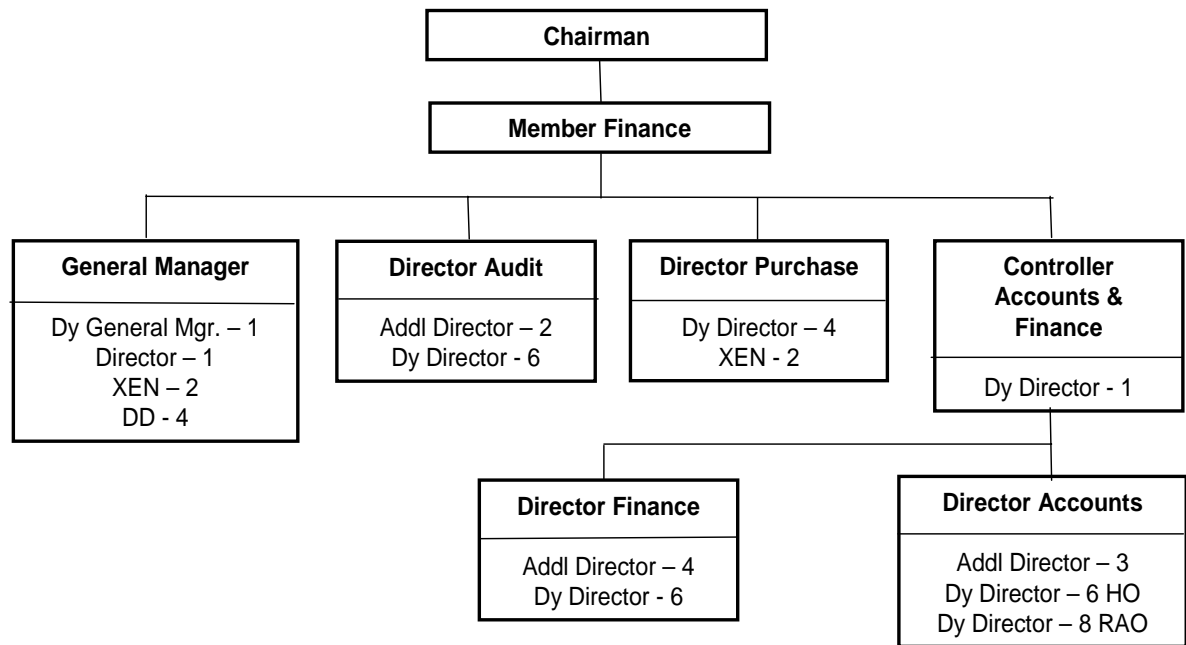 Chairman
Member Finance
General Manager
Dy General Mgr. – 1
Director – 1
XEN – 2
DD - 4
Director Audit
Addl Director – 2
Dy Director - 6
Director Purchase
Dy Director – 4
XEN - 2
Controller
Accounts &
Finance
Dy Director - 1
Director Finance
Addl Director – 4
Dy Director - 6
Director Accounts
Addl Director – 3
Dy Director – 6 HO
Dy Director – 8 RAO